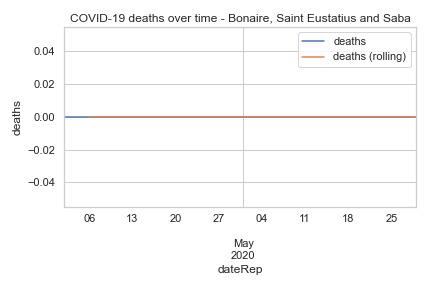 COVID-19 deaths over time - Bonaire, Saint Eustatius and Saba
deaths
deaths (rolling)
0.04
0.02
0.00
−0.02
−0.04
deaths
06 13 20 27 04 11 18 25
May
2020
dateRep